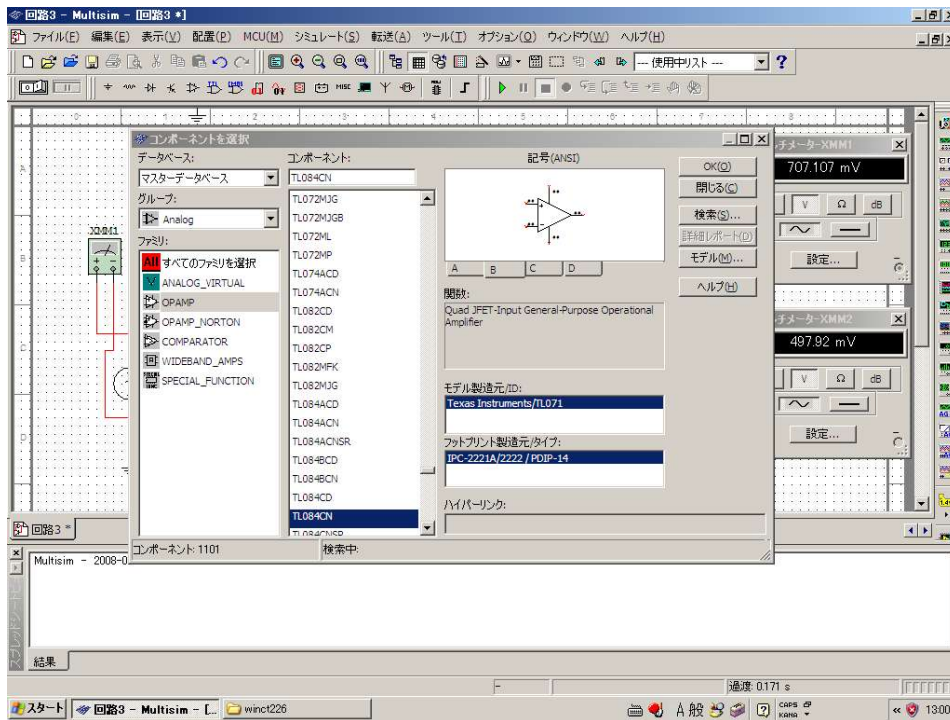 回路3 - Multisim - [回路3 *]
ファイル(F) 編集(E) 表示(V) 配置(P) MCU(M) シミュレート(S) 転送(A) ツール(T) オプション(O) ウィンドウ(W) ヘルプ(H)
--- 使用中リスト ---
コンポーネントを選択
データベース:
マスターデータベース
グループ:
Analog
ファミリ:
すべてのファミリを選択
ANALOG_VIRTUAL
OPAMP
OPAMP_NORTON
COMPARATOR
WIDEBAND_AMPS
SPECIAL_FUNCTION
コンポーネント:
TL084CN
TL072MJG
TL072MJGB
TL072ML
TL072MP
TL074ACD
TL074ACN
TL082CD
TL082CM
TL082CP
TL082MFK
TL082MJG
TL084ACD
TL084ACN
TL084ACNSR
TL084BCD
TL084BCN
TL084CD
TL084CN
TL084CNSR
記号(ANSI)
A B C D
関数:
Quad JFET-Input General-Purpose Operational
Amplifier
モデル製造元/ID:
Texas Instruments/TL071
フットプリント製造元/タイプ:
IPC-2221A/2222 / PDIP-14
ハイパーリンク:
OK(O)
閉じる(C)
検索(S)...
詳細レポート(D)
モデル(M)...
ヘルプ(H)
コンポーネント: 1101
検索中:
XMM1
チメータ-XMM1
707.107 mV
V Ω dB
設定...
チメータ-XMM2
497.92 mV
V Ω dB
設定...
回路3 *
Multisim - 2008-0
スプレッドシートビュー
結果
過渡: 0.171 s
スタート
回路3 - Multisim - [...
winct226
A 般
CAPS
KANA
13:00